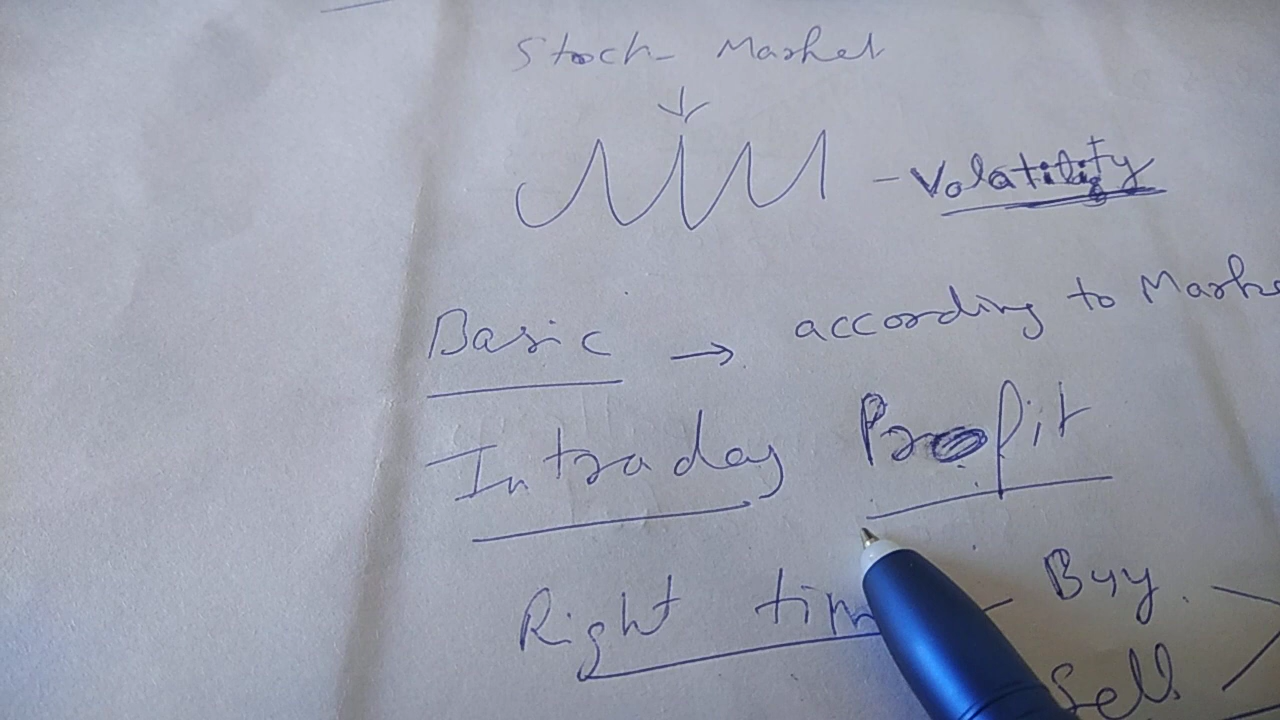 Stock Market
- Volatility
Basic → according to Marke
Intraday Profit
Right tim - Buy
Sell